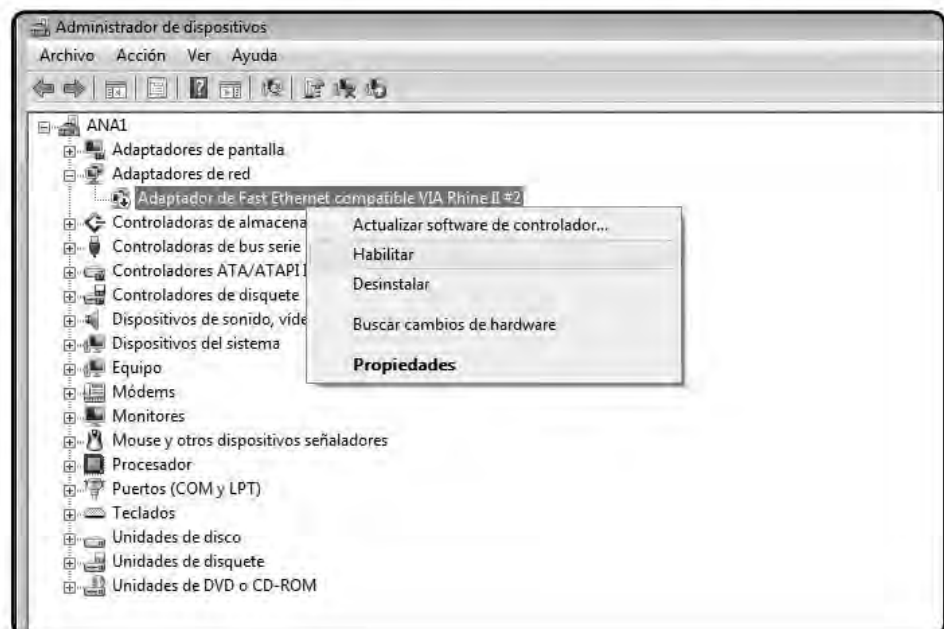 Administrador de dispositivos
Archivo Acción Ver Ayuda
ANA1
Adaptadores de pantalla
Adaptadores de red
Adaptador de Fast Ethernet compatible VIA Rhine II #2
Controladoras de almacena
Controladoras de bus serie
Controladores ATA/ATAPI I
Controladores de disquete
Dispositivos de sonido, víde
Dispositivos del sistema
Equipo
Módems
Monitores
Mouse y otros dispositivos señaladores
Procesador
Puertos (COM y LPT)
Teclados
Unidades de disco
Unidades de disquete
Unidades de DVD o CD-ROM
Actualizar software de controlador...
Habilitar
Desinstalar
Buscar cambios de hardware
Propiedades